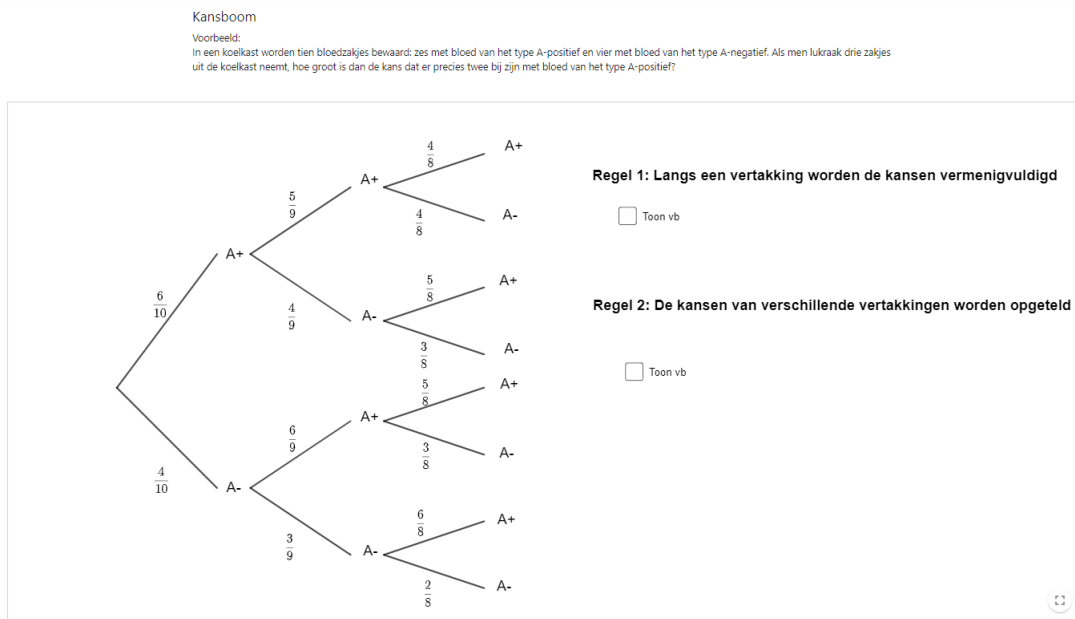 Kansboom
Voorbeeld:
In een koelkast worden tien bloedzakjes bewaard: zes met bloed van het type A-positief en vier met bloed van het type A-negatief. Als men lukraak drie zakjes
uit de koelkast neemt, hoe groot is dan de kans dat er precies twee bij zijn met bloed van het type A-positief?
6/10
4/10
A+
A-
5/9
4/9
6/9
3/9
A+
A-
A+
A-
4/8
4/8
5/8
3/8
5/8
3/8
6/8
2/8
A+
A-
A+
A-
A+
A-
A+
A-
Regel 1: Langs een vertakking worden de kansen vermenigvuldigd
Toon vb
Regel 2: De kansen van verschillende vertakkingen worden opgeteld
Toon vb